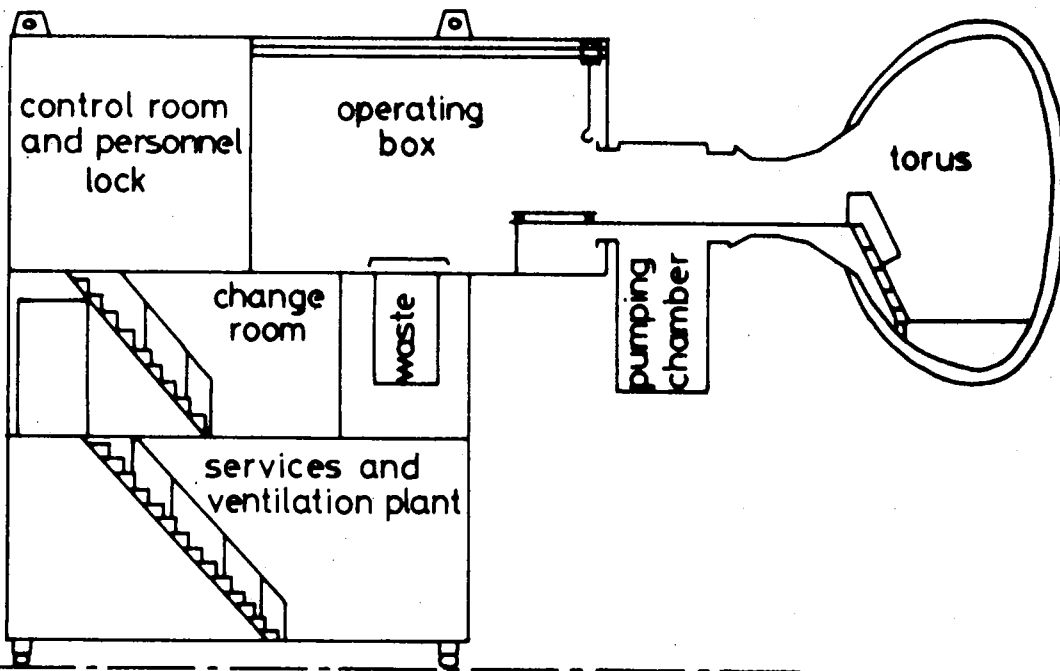 control room
and personnel
lock
operating
box
torus
change
room
waste
pumping
chamber
services and
ventilation plant